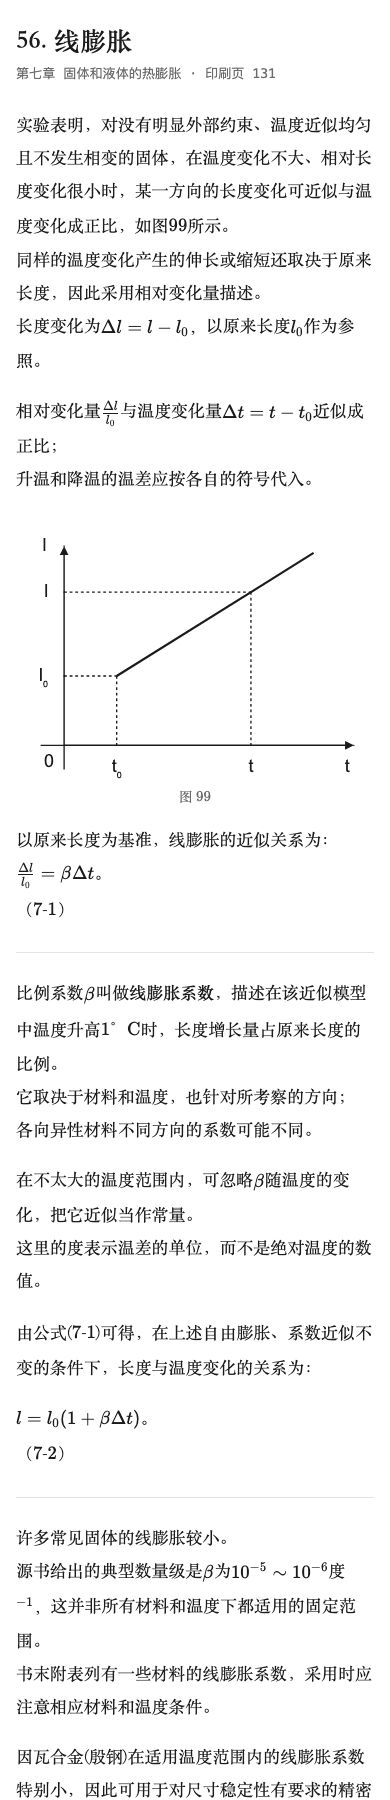 56. 线膨胀
第七章 固体和液体的热膨胀 · 印刷页 131
实验表明，对没有明显外部约束、温度近似均匀
且不发生相变的固体，在温度变化不大、相对长
度变化很小时，某一方向的长度变化可近似与温
度变化成正比，如图99所示。
同样的温度变化产生的伸长或缩短还取决于原来
长度，因此采用相对变化量描述。
长度变化为Δl = l − l₀，以原来长度l₀作为参
照。
相对变化量Δl/l₀与温度变化量Δt = t − t₀近似成
正比；
升温和降温的温差应按各自的符号代入。
l
l
l₀
0
t₀
t
t
图 99
以原来长度为基准，线膨胀的近似关系为：
Δl/l₀ = βΔt。
（7-1）
比例系数β叫做线膨胀系数，描述在该近似模型
中温度升高1° C时，长度增长量占原来长度的
比例。
它取决于材料和温度，也针对所考察的方向；
各向异性材料不同方向的系数可能不同。
在不太大的温度范围内，可忽略β随温度的变
化，把它近似当作常量。
这里的度表示温差的单位，而不是绝对温度的数
值。
由公式(7-1)可得，在上述自由膨胀、系数近似不
变的条件下，长度与温度变化的关系为：
l = l₀(1 + βΔt)。
（7-2）
许多常见固体的线膨胀较小。
源书给出的典型数量级是β为10⁻⁵ ∼ 10⁻⁶度
⁻¹，这并非所有材料和温度下都适用的固定范
围。
书末附表列有一些材料的线膨胀系数，采用时应
注意相应材料和温度条件。
因瓦合金(殷钢)在适用温度范围内的线膨胀系数
特别小，因此可用于对尺寸稳定性有要求的精密